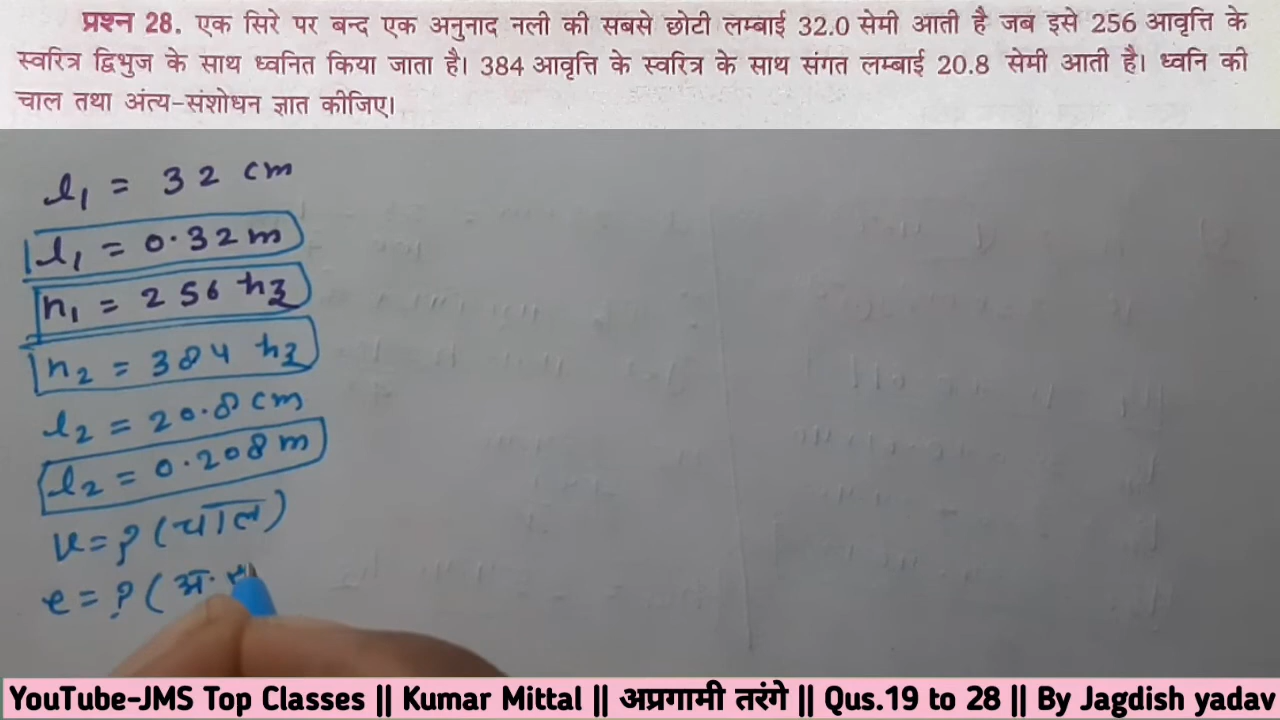 प्रश्न 28. एक सिरे पर बन्द एक अनुनाद नली की सबसे छोटी लम्बाई 32.0 सेमी आती है जब इसे 256 आवृत्ति के
स्वरित्र द्विभुज के साथ ध्वनित किया जाता है। 384 आवृत्ति के स्वरित्र के साथ संगत लम्बाई 20.8 सेमी आती है। ध्वनि की
चाल तथा अंत्य-संशोधन ज्ञात कीजिए।
l₁ = 32 cm
l₁ = 0.32 m
n₁ = 256 hz
n₂ = 384 hz
l₂ = 20.8 cm
l₂ = 0.208 m
v = ? (चाल)
e = ? (अं.
YouTube-JMS Top Classes || Kumar Mittal || अप्रगामी तरंगे || Qus.19 to 28 || By Jagdish yadav